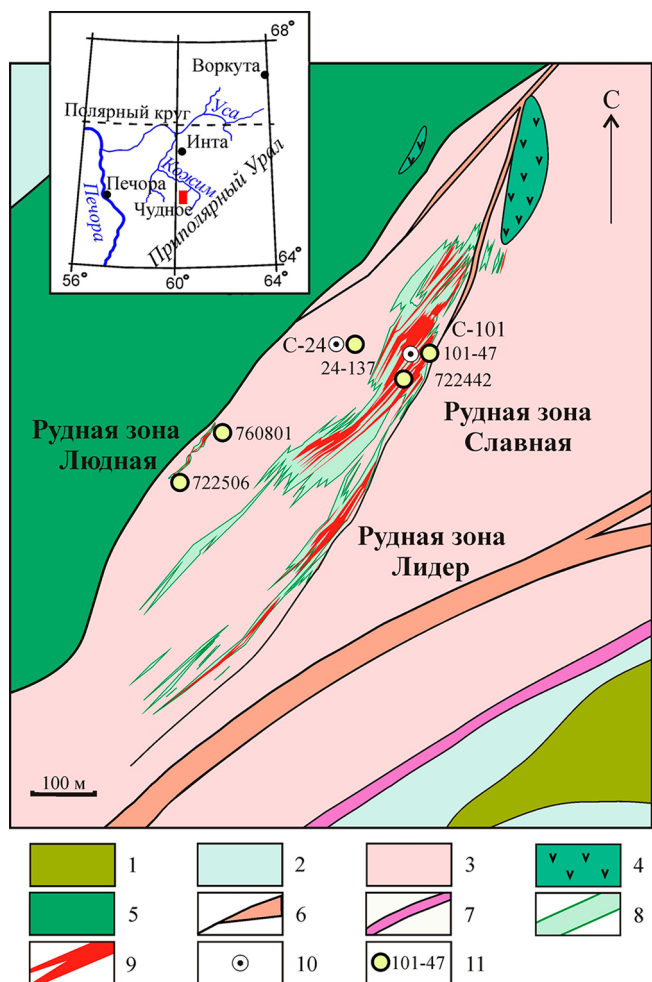 68°
Воркута
Полярный круг
Уса
Инта
Кожим
Печора
Чудное
Печора
Приполярный Урал
64°
56°
60°
64°
С
С-24
24-137
С-101
101-47
722442
Рудная зона
Славная
Рудная зона
Людная
760801
722506
Рудная зона
Лидер
100 м
1
2
3
4
5
6
7
8
9
10
101-47
11